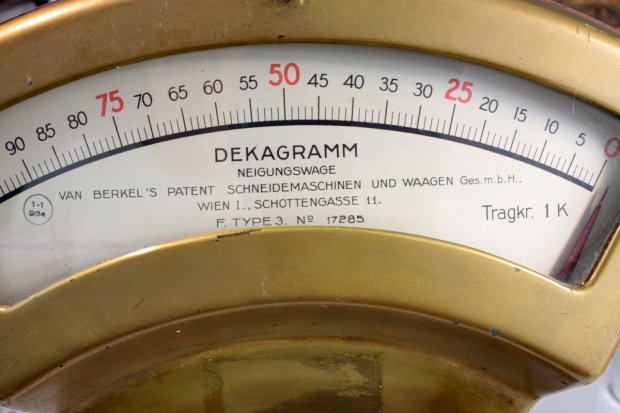 90 85 80 75 70 65 60 55 50 45 40 35 30 25 20 15 10 5 0
DEKAGRAMM
NEIGUNGSWAGE
VAN BERKEL'S PATENT SCHNEIDEMASCHINEN UND WAAGEN Ges.m.b.H.,
WIEN I., SCHOTTENGASSE 11.
F. TYPE 3. No 17285
Tragkr. 1 K
1-1
934